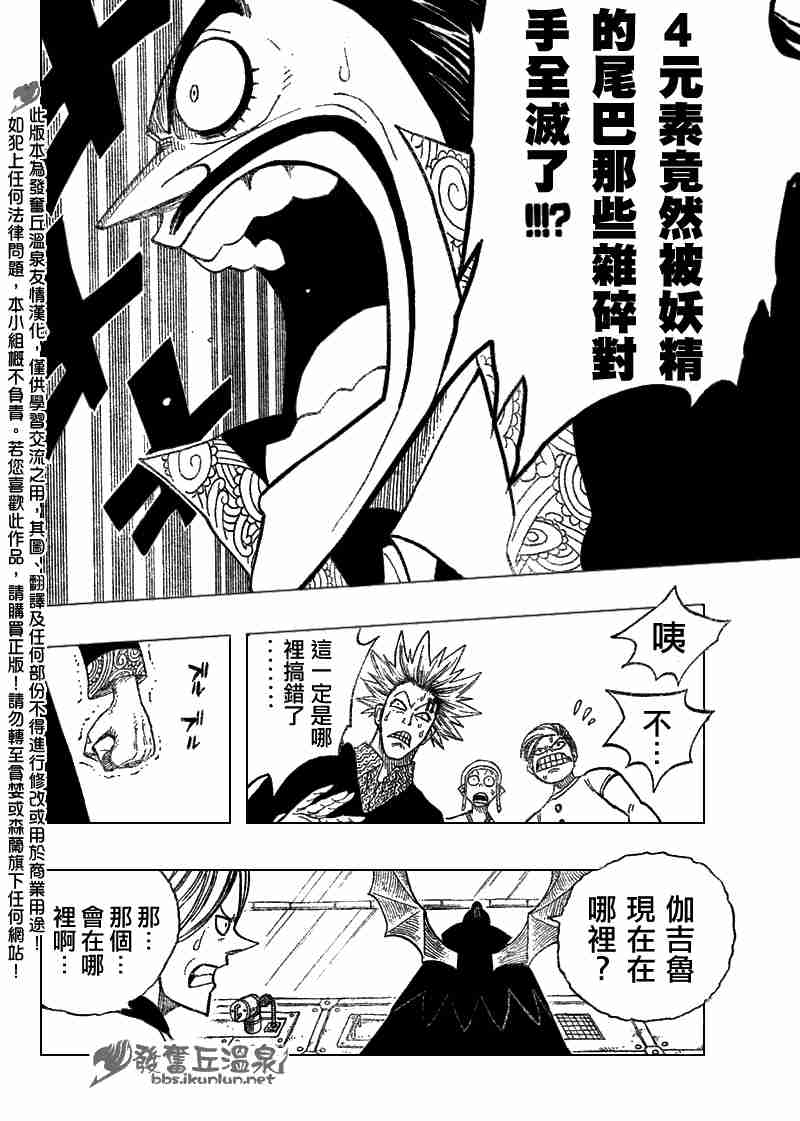 4元素竟然被妖精
的尾巴那些雜碎對
手全滅了!!!?
咦
不…
這一定是哪
裡搞錯了
………
ドドドド
伽吉魯
現在在
哪裡?
那…
那個…
會在哪
裡啊…
此版本為發奮丘溫泉友情漢化，僅供學習交流之用，其圖、翻譯及任何部份不得進行修改或用於商業用途！
如犯上任何法律問題，本小組概不負責。若您喜歡此作品，請購買正版！請勿轉至貪婪或森蘭旗下任何網站！
發奮丘溫泉
bbs.ikunlun.net